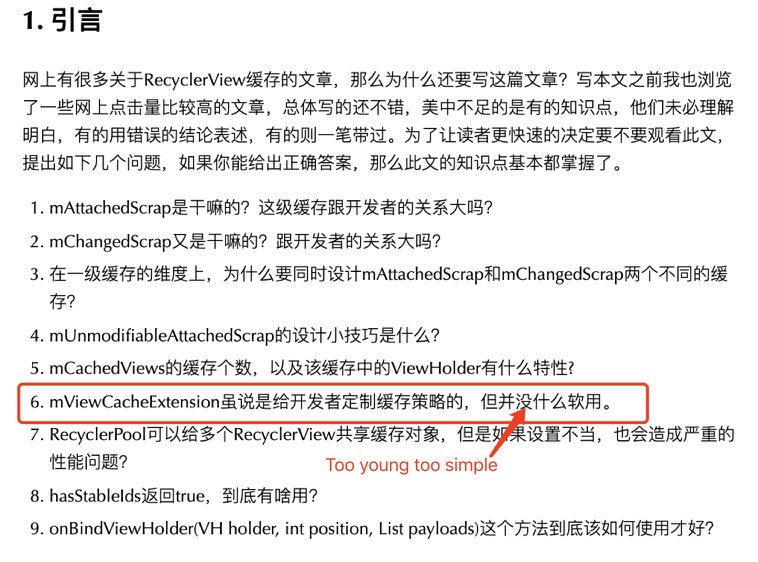 1. 引言
网上有很多关于RecyclerView缓存的文章，那么为什么还要写这篇文章？写本文之前我也浏览
了一些网上点击量比较高的文章，总体写的还不错，美中不足的是有的知识点，他们未必理解
明白，有的用错误的结论表述，有的则一笔带过。为了让读者更快速的决定要不要观看此文，
提出如下几个问题，如果你能给出正确答案，那么此文的知识点基本都掌握了。
1. mAttachedScrap是干嘛的？这级缓存跟开发者的关系大吗？
2. mChangedScrap又是干嘛的？跟开发者的关系大吗？
3. 在一级缓存的维度上，为什么要同时设计mAttachedScrap和mChangedScrap两个不同的缓
存？
4. mUnmodifiableAttachedScrap的设计小技巧是什么？
5. mCachedViews的缓存个数，以及该缓存中的ViewHolder有什么特性?
6. mViewCacheExtension虽说是给开发者定制缓存策略的，但并没什么软用。
7. RecyclerPool可以给多个RecyclerView共享缓存对象，但是如果设置不当，也会造成严重的
性能问题？
Too young too simple
8. hasStableIds返回true，到底有啥用？
9. onBindViewHolder(VH holder, int position, List payloads)这个方法到底该如何使用才好？